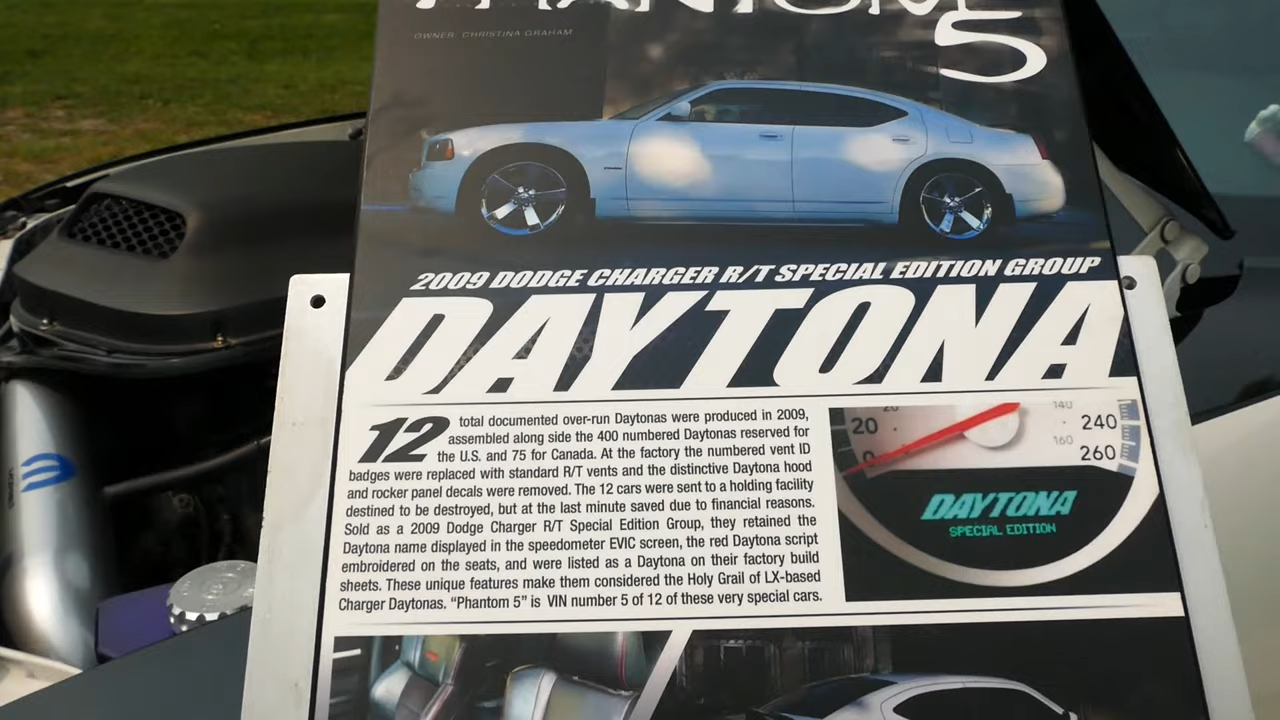 PHANTOM
5
OWNER: CHRISTINA GRAHAM
2009 DODGE CHARGER R/T SPECIAL EDITION GROUP
DAYTONA
12 total documented over-run Daytonas were produced in 2009,
assembled along side the 400 numbered Daytonas reserved for
the U.S. and 75 for Canada. At the factory the numbered vent ID
badges were replaced with standard R/T vents and the distinctive Daytona hood
and rocker panel decals were removed. The 12 cars were sent to a holding facility
destined to be destroyed, but at the last minute saved due to financial reasons.
Sold as a 2009 Dodge Charger R/T Special Edition Group, they retained the
Daytona name displayed in the speedometer EVIC screen, the red Daytona script
embroidered on the seats, and were listed as a Daytona on their factory build
sheets. These unique features make them considered the Holy Grail of LX-based
Charger Daytonas. “Phantom 5” is VIN number 5 of 12 of these very special cars.
20
20
0
140
240
160
260
DAYTONA
SPECIAL EDITION